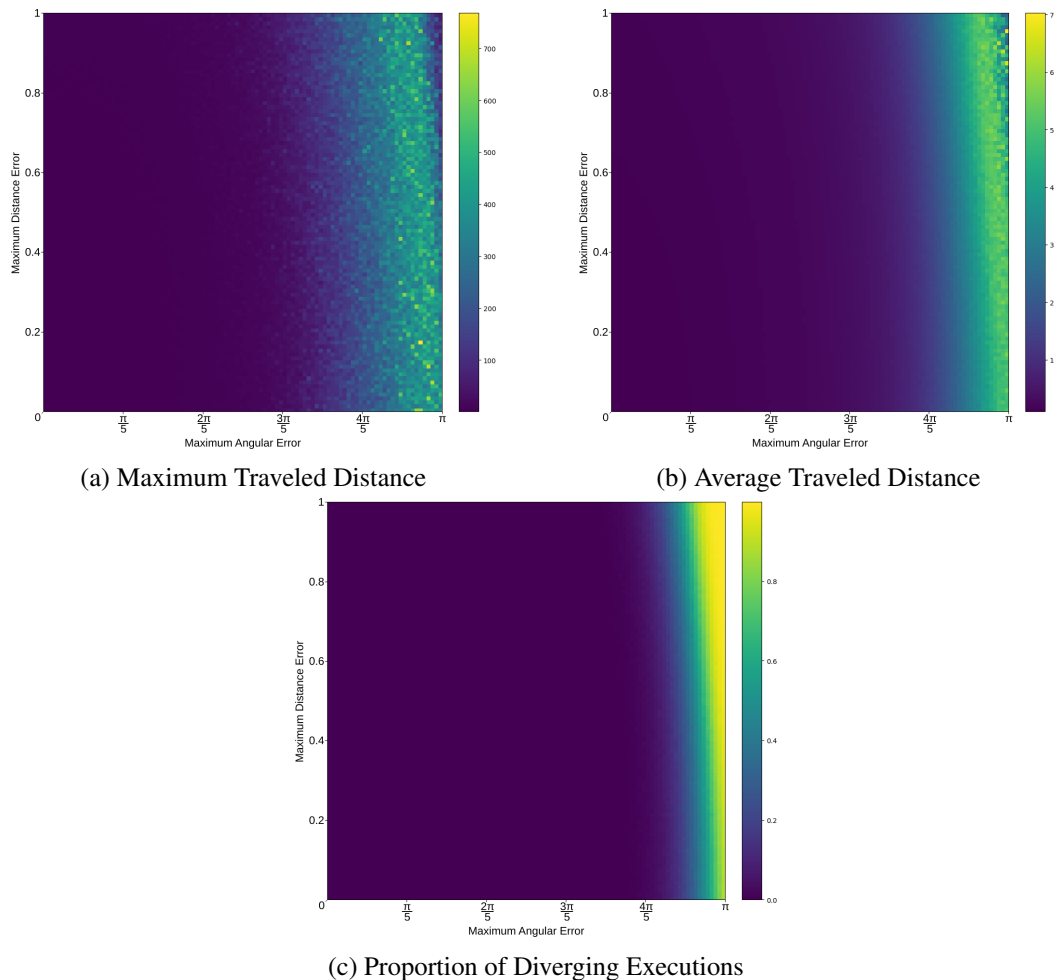 1
0.8
0.6
0.4
0.2
0
Maximum Distance Error
π/5
2π/5
3π/5
4π/5
π
Maximum Angular Error
700
600
500
400
300
200
100
(a) Maximum Traveled Distance
1
0.8
0.6
0.4
0.2
0
Maximum Distance Error
π/5
2π/5
3π/5
4π/5
π
Maximum Angular Error
7
6
5
4
3
2
1
(b) Average Traveled Distance
1
0.8
0.6
0.4
0.2
0
Maximum Distance Error
π/5
2π/5
3π/5
4π/5
π
Maximum Angular Error
0.8
0.6
0.4
0.2
0.0
(c) Proportion of Diverging Executions